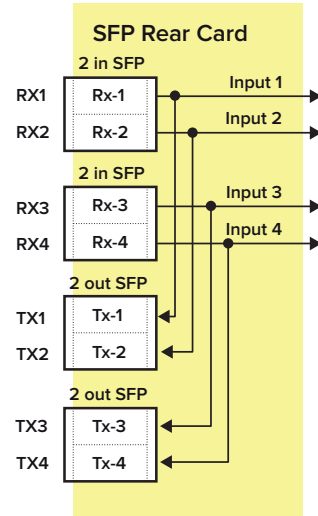 SFP Rear Card
2 in SFP
RX1 Rx-1 Input 1
RX2 Rx-2 Input 2
2 in SFP
RX3 Rx-3 Input 3
RX4 Rx-4 Input 4
2 out SFP
TX1 Tx-1
TX2 Tx-2
2 out SFP
TX3 Tx-3
TX4 Tx-4